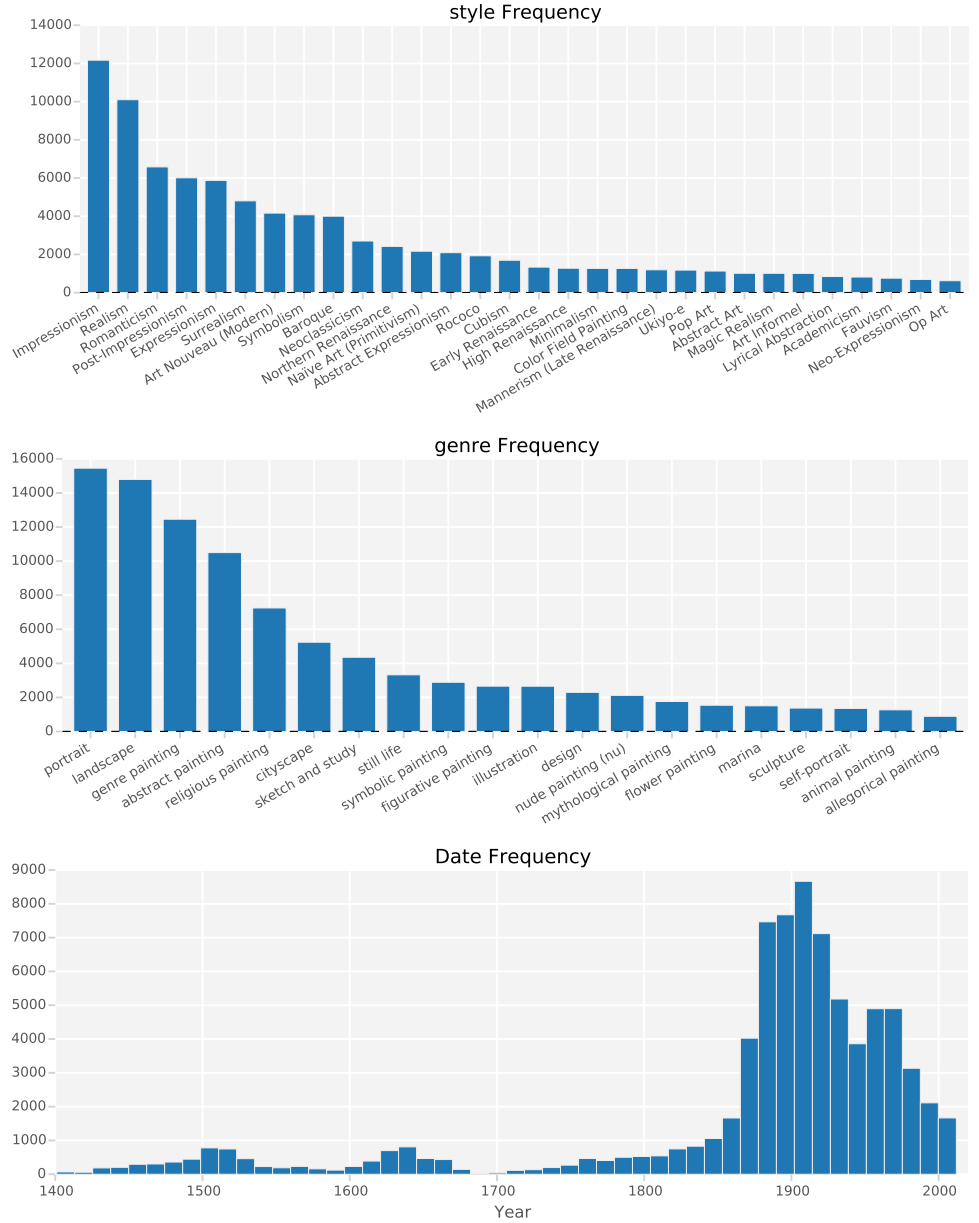 style Frequency
14000
12000
10000
8000
6000
4000
2000
0
Impressionism
Realism
Romanticism
Post-Impressionism
Expressionism
Surrealism
Art Nouveau (Modern)
Symbolism
Baroque
Neoclassicism
Northern Renaissance
Naïve Art (Primitivism)
Abstract Expressionism
Rococo
Cubism
Early Renaissance
High Renaissance
Minimalism
Color Field Painting
Mannerism (Late Renaissance)
Ukiyo-e
Pop Art
Abstract Art
Magic Realism
Art Informel
Lyrical Abstraction
Academicism
Fauvism
Neo-Expressionism
Op Art
genre Frequency
16000
14000
12000
10000
8000
6000
4000
2000
0
portrait
landscape
genre painting
abstract painting
religious painting
cityscape
sketch and study
still life
symbolic painting
figurative painting
illustration
design
nude painting (nu)
mythological painting
flower painting
marina
sculpture
self-portrait
animal painting
allegorical painting
Date Frequency
9000
8000
7000
6000
5000
4000
3000
2000
1000
0
1400 1500 1600 1700 1800 1900 2000
Year